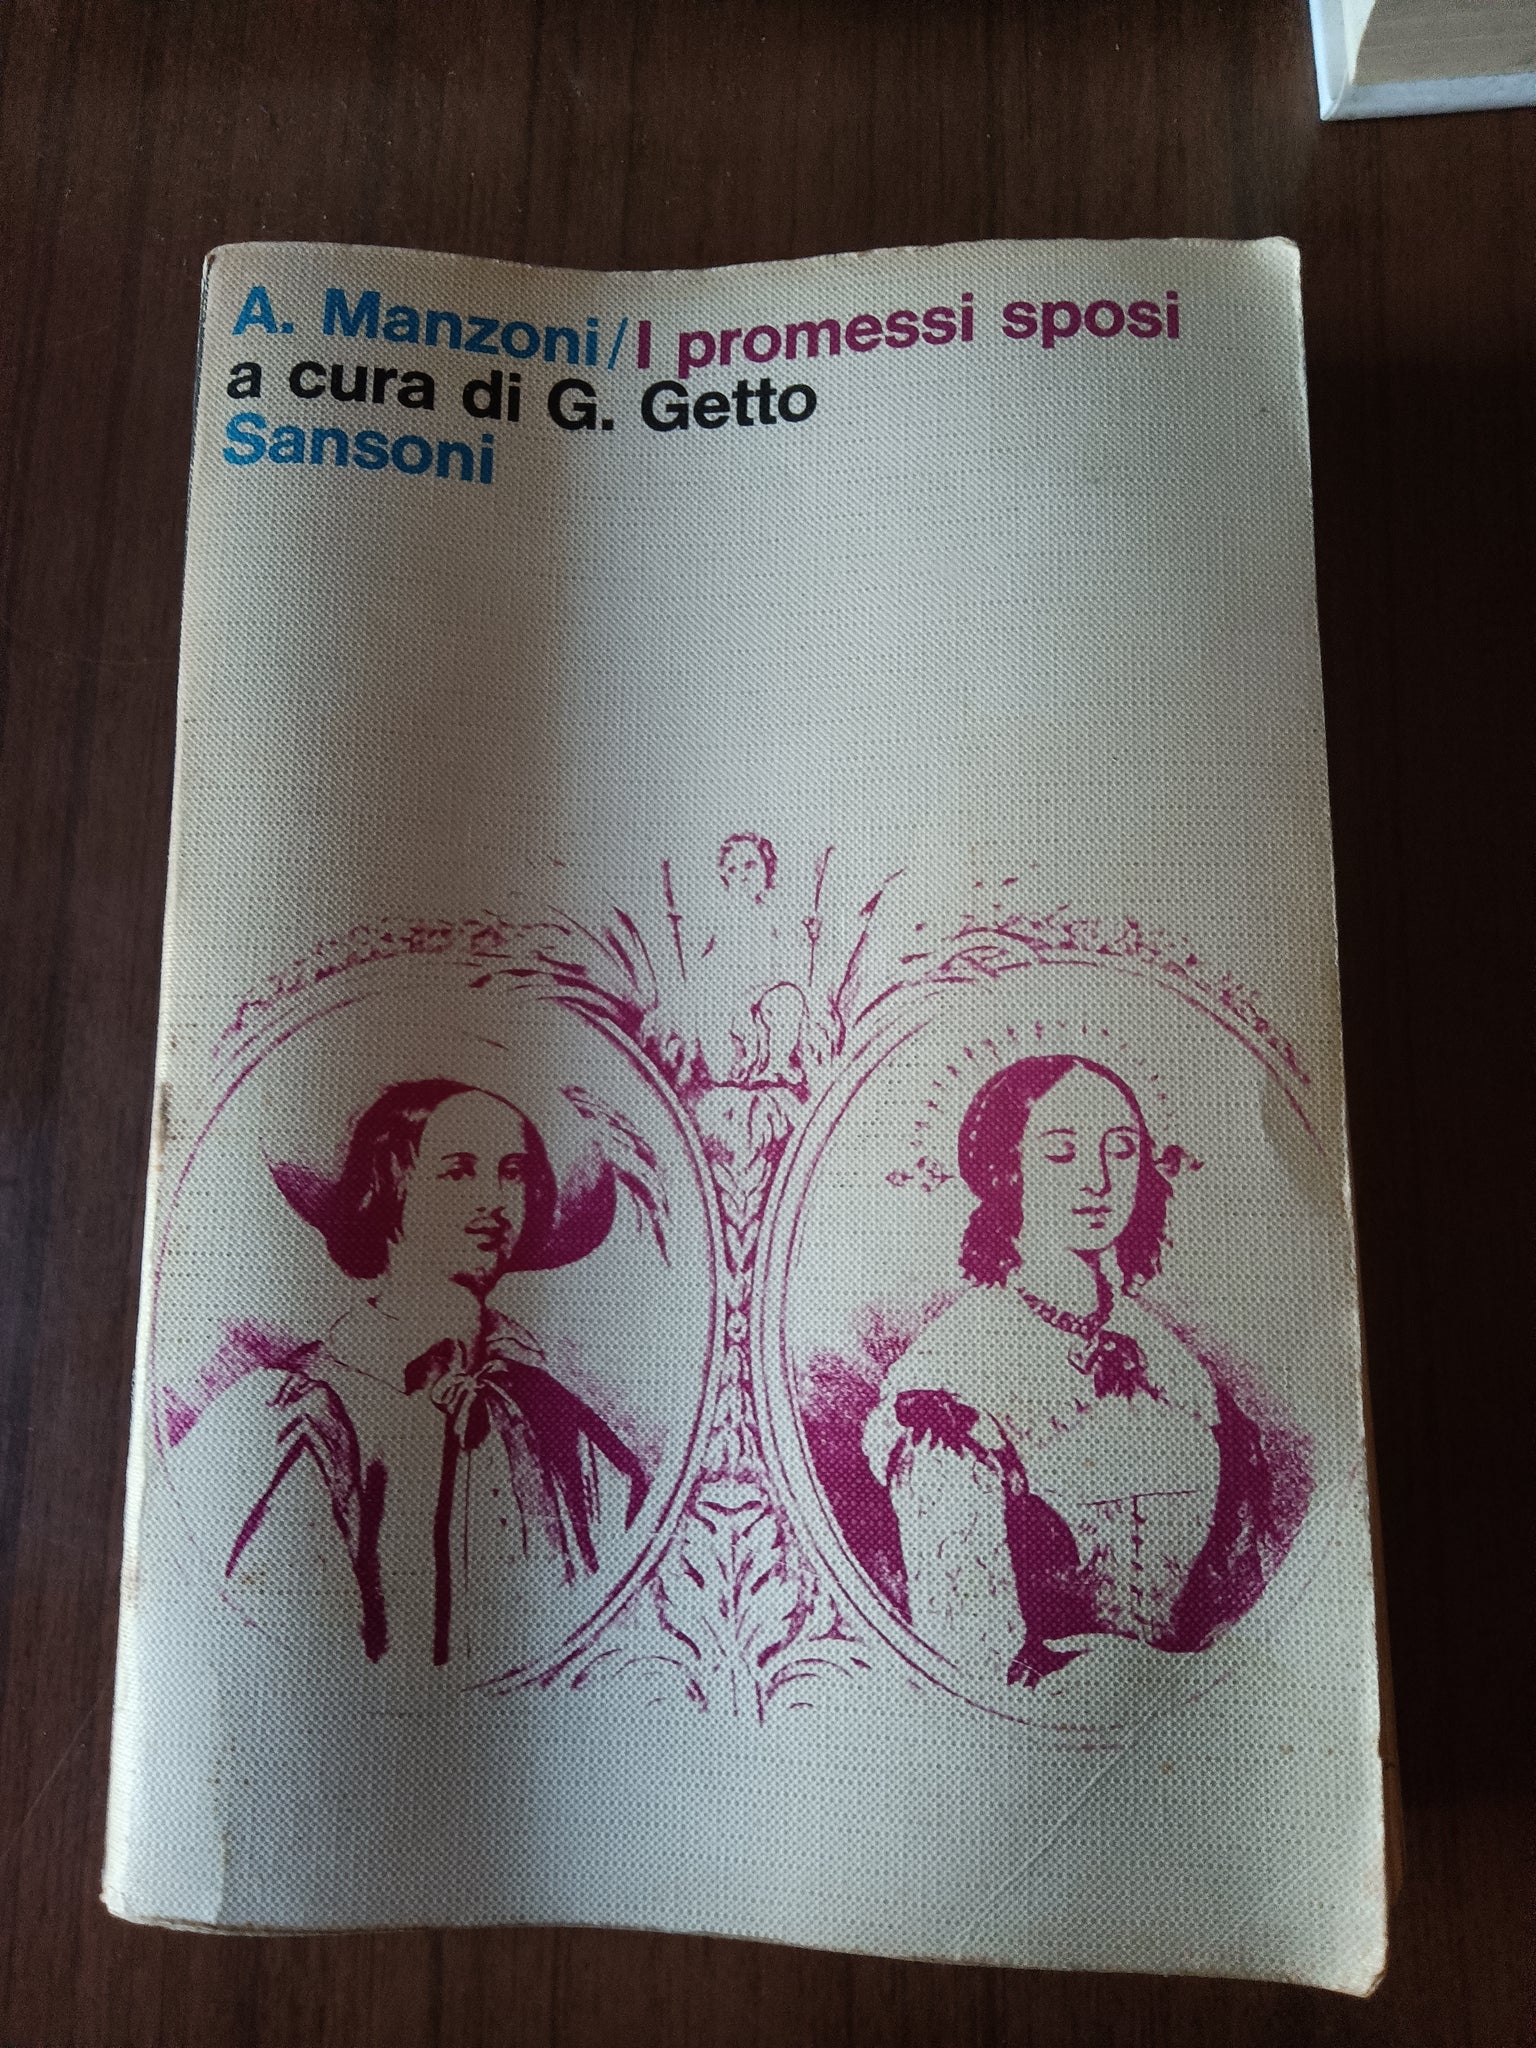 A. Manzoni/I promessi sposi
a cura di G. Getto
Sansoni